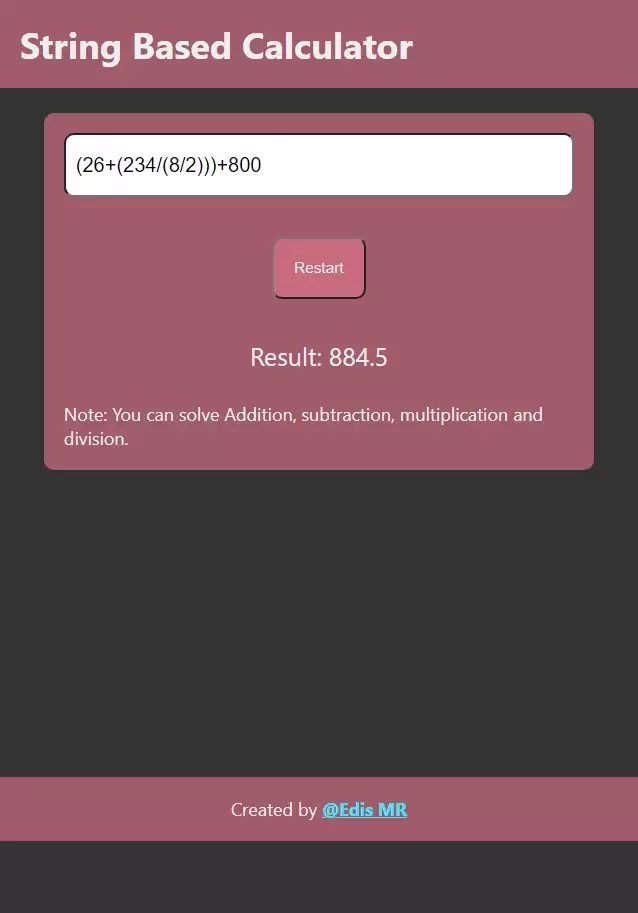 String Based Calculator
(26+(234/(8/2)))+800
Restart
Result: 884.5
Note: You can solve Addition, subtraction, multiplication and
division.
Created by @Edis MR